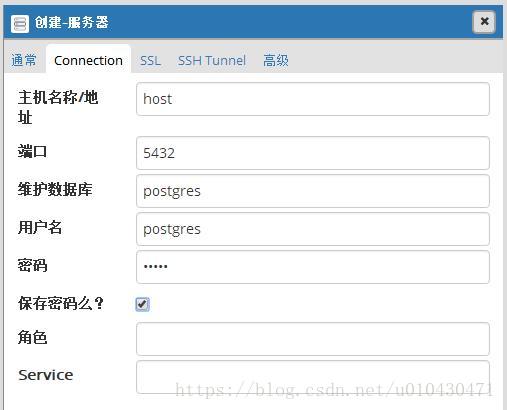 创建-服务器
通常 Connection SSL SSH Tunnel 高级
主机名称/地
址
host
端口 5432
维护数据库 postgres
用户名 postgres
密码 •••••
保存密码么？
角色
Service
https://blog.csdn.net/u010430471